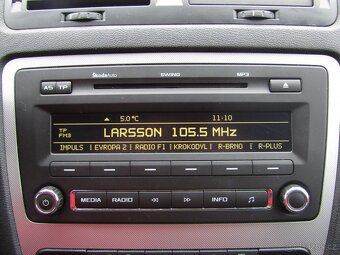 ŠkodaAuto SWING MP3
AS TP
5.0°C 11:10
TP
FM3
LARSSON 105.5 MHz
IMPULS EVROPA 2 RADIO F1 KROKODYL R-BRNO R-PLUS
MEDIA RADIO INFO